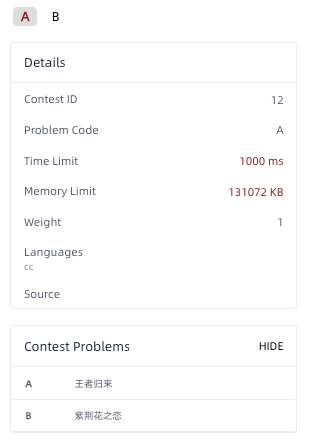 A B
Details
Contest ID 12
Problem Code A
Time Limit 1000 ms
Memory Limit 131072 KB
Weight 1
Languages
cc
Source
Contest Problems HIDE
A 王者归来
B 紫荆花之恋